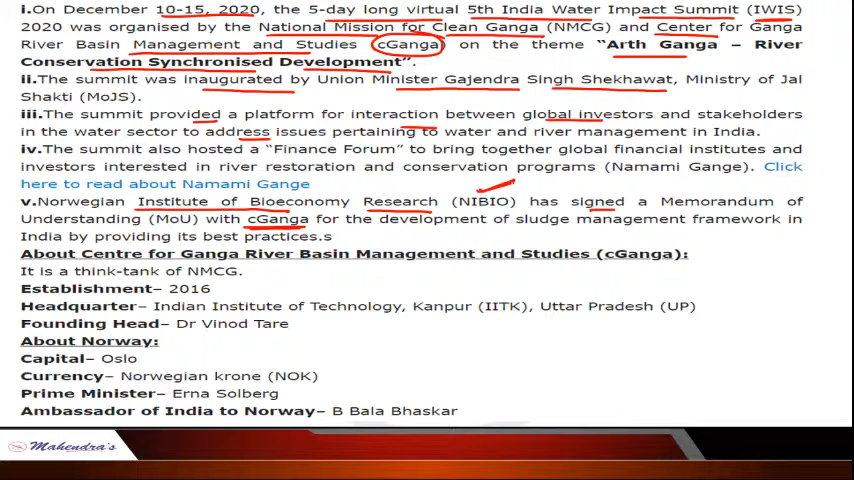 i.On December 10-15, 2020, the 5-day long virtual 5th India Water Impact Summit (IWIS)
2020 was organised by the National Mission for Clean Ganga (NMCG) and Center for Ganga
River Basin Management and Studies (cGanga) on the theme "Arth Ganga – River
Conservation Synchronised Development".
ii.The summit was inaugurated by Union Minister Gajendra Singh Shekhawat, Ministry of Jal
Shakti (MoJS).
iii.The summit provided a platform for interaction between global investors and stakeholders
in the water sector to address issues pertaining to water and river management in India.
iv.The summit also hosted a "Finance Forum" to bring together global financial institutes and
investors interested in river restoration and conservation programs (Namami Gange). Click
here to read about Namami Gange
v.Norwegian Institute of Bioeconomy Research (NIBIO) has signed a Memorandum of
Understanding (MoU) with cGanga for the development of sludge management framework in
India by providing its best practices.s
About Centre for Ganga River Basin Management and Studies (cGanga):
It is a think-tank of NMCG.
Establishment– 2016
Headquarter– Indian Institute of Technology, Kanpur (IITK), Uttar Pradesh (UP)
Founding Head– Dr Vinod Tare
About Norway:
Capital– Oslo
Currency– Norwegian krone (NOK)
Prime Minister– Erna Solberg
Ambassador of India to Norway– B Bala Bhaskar
Mahendra's